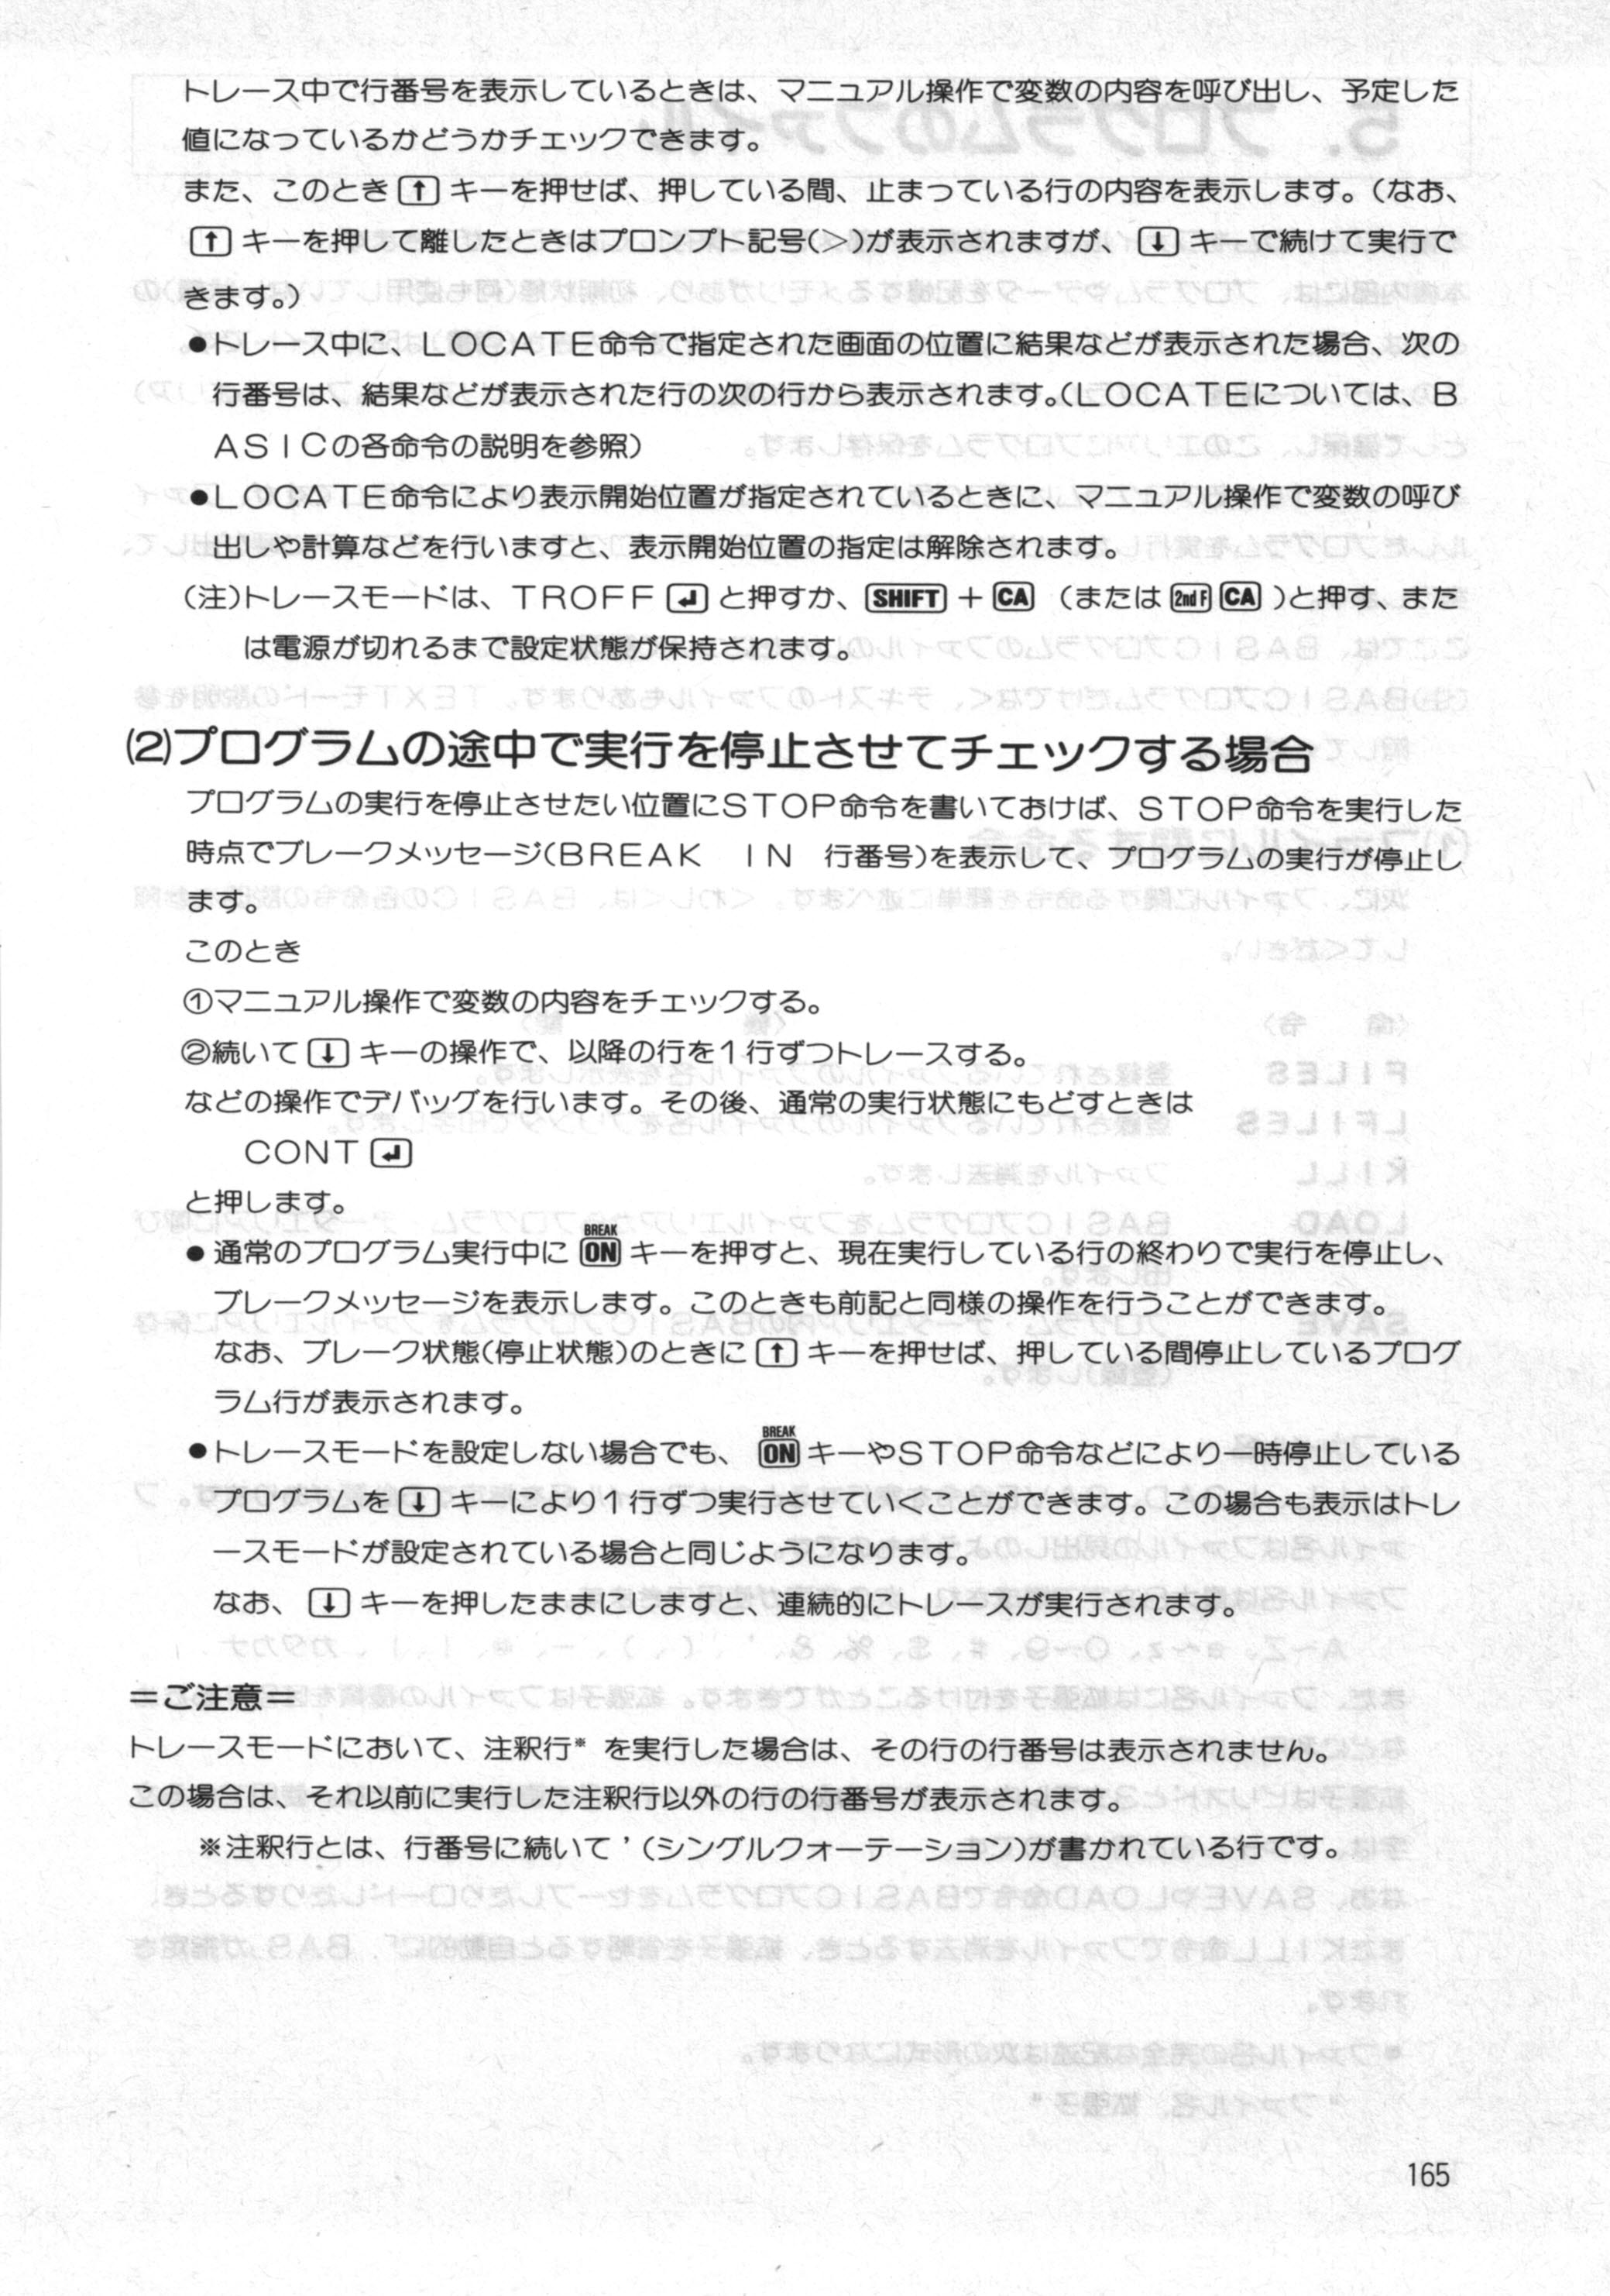 トレース中で行番号を表示しているときは、マニュアル操作で変数の内容を呼び出し、予定した
値になっているかどうかチェックできます。
また、このとき ↑ キーを押せば、押している間、止まっている行の内容を表示します。(なお、
↑ キーを押して離したときはプロンプト記号(>)が表示されますが、 ↓ キーで続けて実行で
きます。)
●トレース中に、LOCATE命令で指定された画面の位置に結果などが表示された場合、次の
行番号は、結果などが表示された行の次の行から表示されます。(LOCATEについては、B
ASICの各命令の説明を参照)
●LOCATE命令により表示開始位置が指定されているときに、マニュアル操作で変数の呼び
出しや計算などを行いますと、表示開始位置の指定は解除されます。
(注)トレースモードは、TROFF ↵ と押すか、 SHIFT + CA (または 2nd F CA )と押す、また
は電源が切れるまで設定状態が保持されます。
(2)プログラムの途中で実行を停止させてチェックする場合
プログラムの実行を停止させたい位置にSTOP命令を書いておけば、STOP命令を実行した
時点でブレークメッセージ(BREAK IN 行番号)を表示して、プログラムの実行が停止し
ます。
このとき
①マニュアル操作で変数の内容をチェックする。
②続いて ↓ キーの操作で、以降の行を1行ずつトレースする。
などの操作でデバッグを行います。その後、通常の実行状態にもどすときは
CONT ↵
と押します。
BREAK
● 通常のプログラム実行中に ON キーを押すと、現在実行している行の終わりで実行を停止し、
ブレークメッセージを表示します。このときも前記と同様の操作を行うことができます。
なお、ブレーク状態(停止状態)のときに ↑ キーを押せば、押している間停止しているプログ
ラム行が表示されます。
BREAK
●トレースモードを設定しない場合でも、 ON キーやSTOP命令などにより一時停止している
プログラムを ↓ キーにより1行ずつ実行させていくことができます。この場合も表示はトレ
ースモードが設定されている場合と同じようになります。
なお、 ↓ キーを押したままにしますと、連続的にトレースが実行されます。
=ご注意=
トレースモードにおいて、注釈行※ を実行した場合は、その行の行番号は表示されません。
この場合は、それ以前に実行した注釈行以外の行の行番号が表示されます。
※注釈行とは、行番号に続いて ’(シングルクォーテーション)が書かれている行です。
165